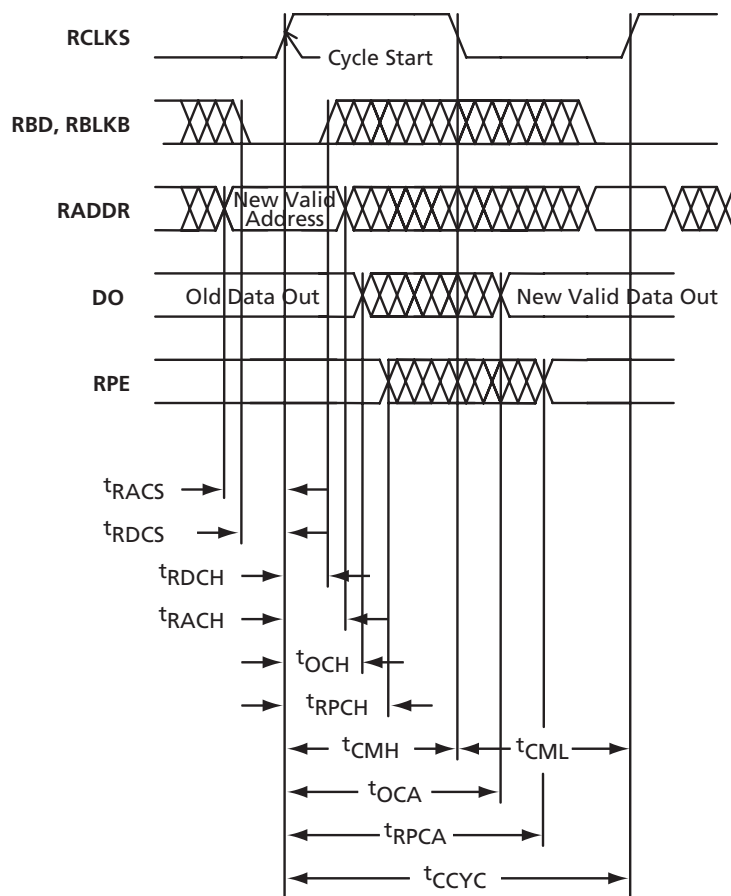 RCLKS
Cycle Start
RBD, RBLKB
RADDR
New Valid
Address
DO
Old Data Out
New Valid Data Out
RPE
tRACS
tRDCS
tRDCH
tRACH
tOCH
tRPCH
tCMH
tCML
tOCA
tRPCA
tCCYC